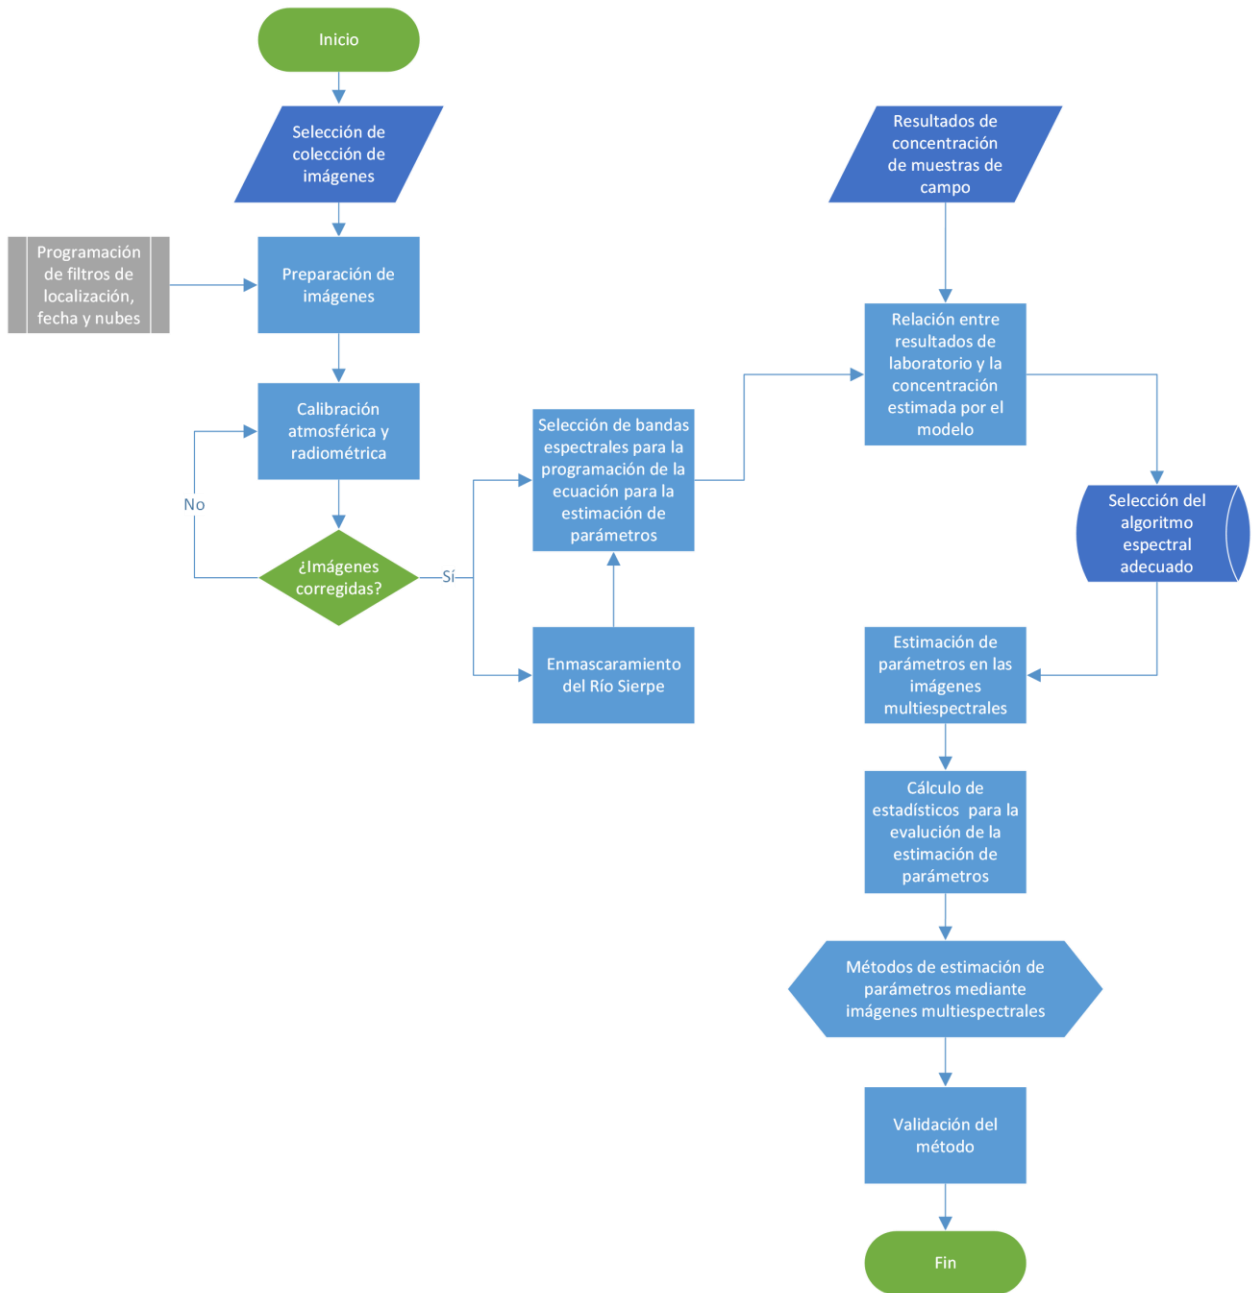 Inicio
Selección de
colección de
imágenes
Programación
de filtros de
localización,
fecha y nubes
Preparación de
imágenes
Calibración
atmosférica y
radiométrica
No
¿Imágenes
corregidas?
Sí
Selección de bandas
espectrales para la
programación de la
ecuación para la
estimación de
parámetros
Enmascaramiento
del Río Sierpe
Resultados de
concentración
de muestras de
campo
Relación entre
resultados de
laboratorio y la
concentración
estimada por el
modelo
Selección del
algoritmo
espectral
adecuado
Estimación de
parámetros en las
imágenes
multiespectrales
Cálculo de
estadísticos para la
evalución de la
estimación de
parámetros
Métodos de estimación de
parámetros mediante
imágenes multiespectrales
Validación del
método
Fin